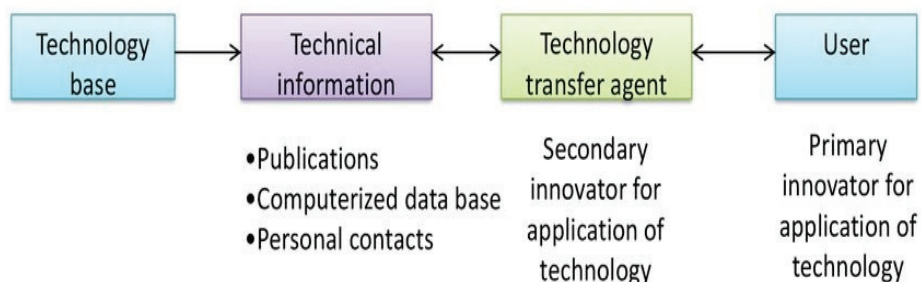 Technology
base
Technical
information
Technology
transfer agent
User
•Publications
•Computerized data base
•Personal contacts
Secondary
innovator for
application of
technology
Primary
innovator for
application of
technology